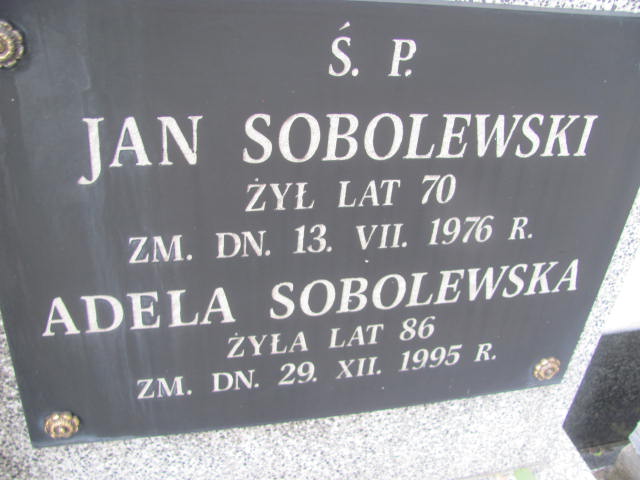 Ś. P.
JAN SOBOLEWSKI
ŻYŁ LAT 70
ZM. DN. 13. VII. 1976 R.
ADELA SOBOLEWSKA
ŻYŁA LAT 86
ZM. DN. 29. XII. 1995 R.